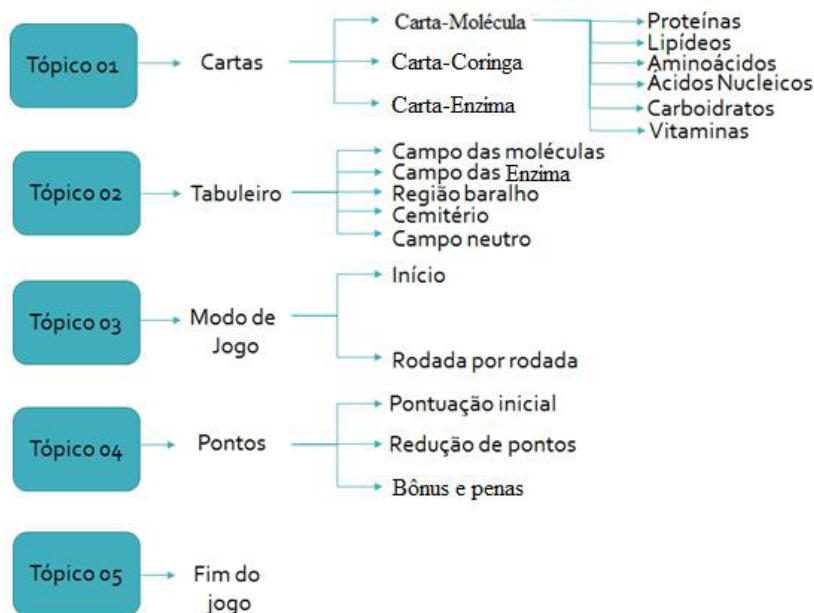 Tópico 01
Cartas
Carta-Molécula
Carta-Coringa
Carta-Enzima
Proteínas
Lipídeos
Aminoácidos
Ácidos Nucleicos
Carboidratos
Vitaminas
Tópico 02
Tabuleiro
Campo das moléculas
Campo das Enzima
Região baralho
Cemitério
Campo neutro
Tópico 03
Modo de
Jogo
Início
Rodada por rodada
Tópico 04
Pontos
Pontuação inicial
Redução de pontos
Bônus e penas
Tópico 05
Fim do
jogo